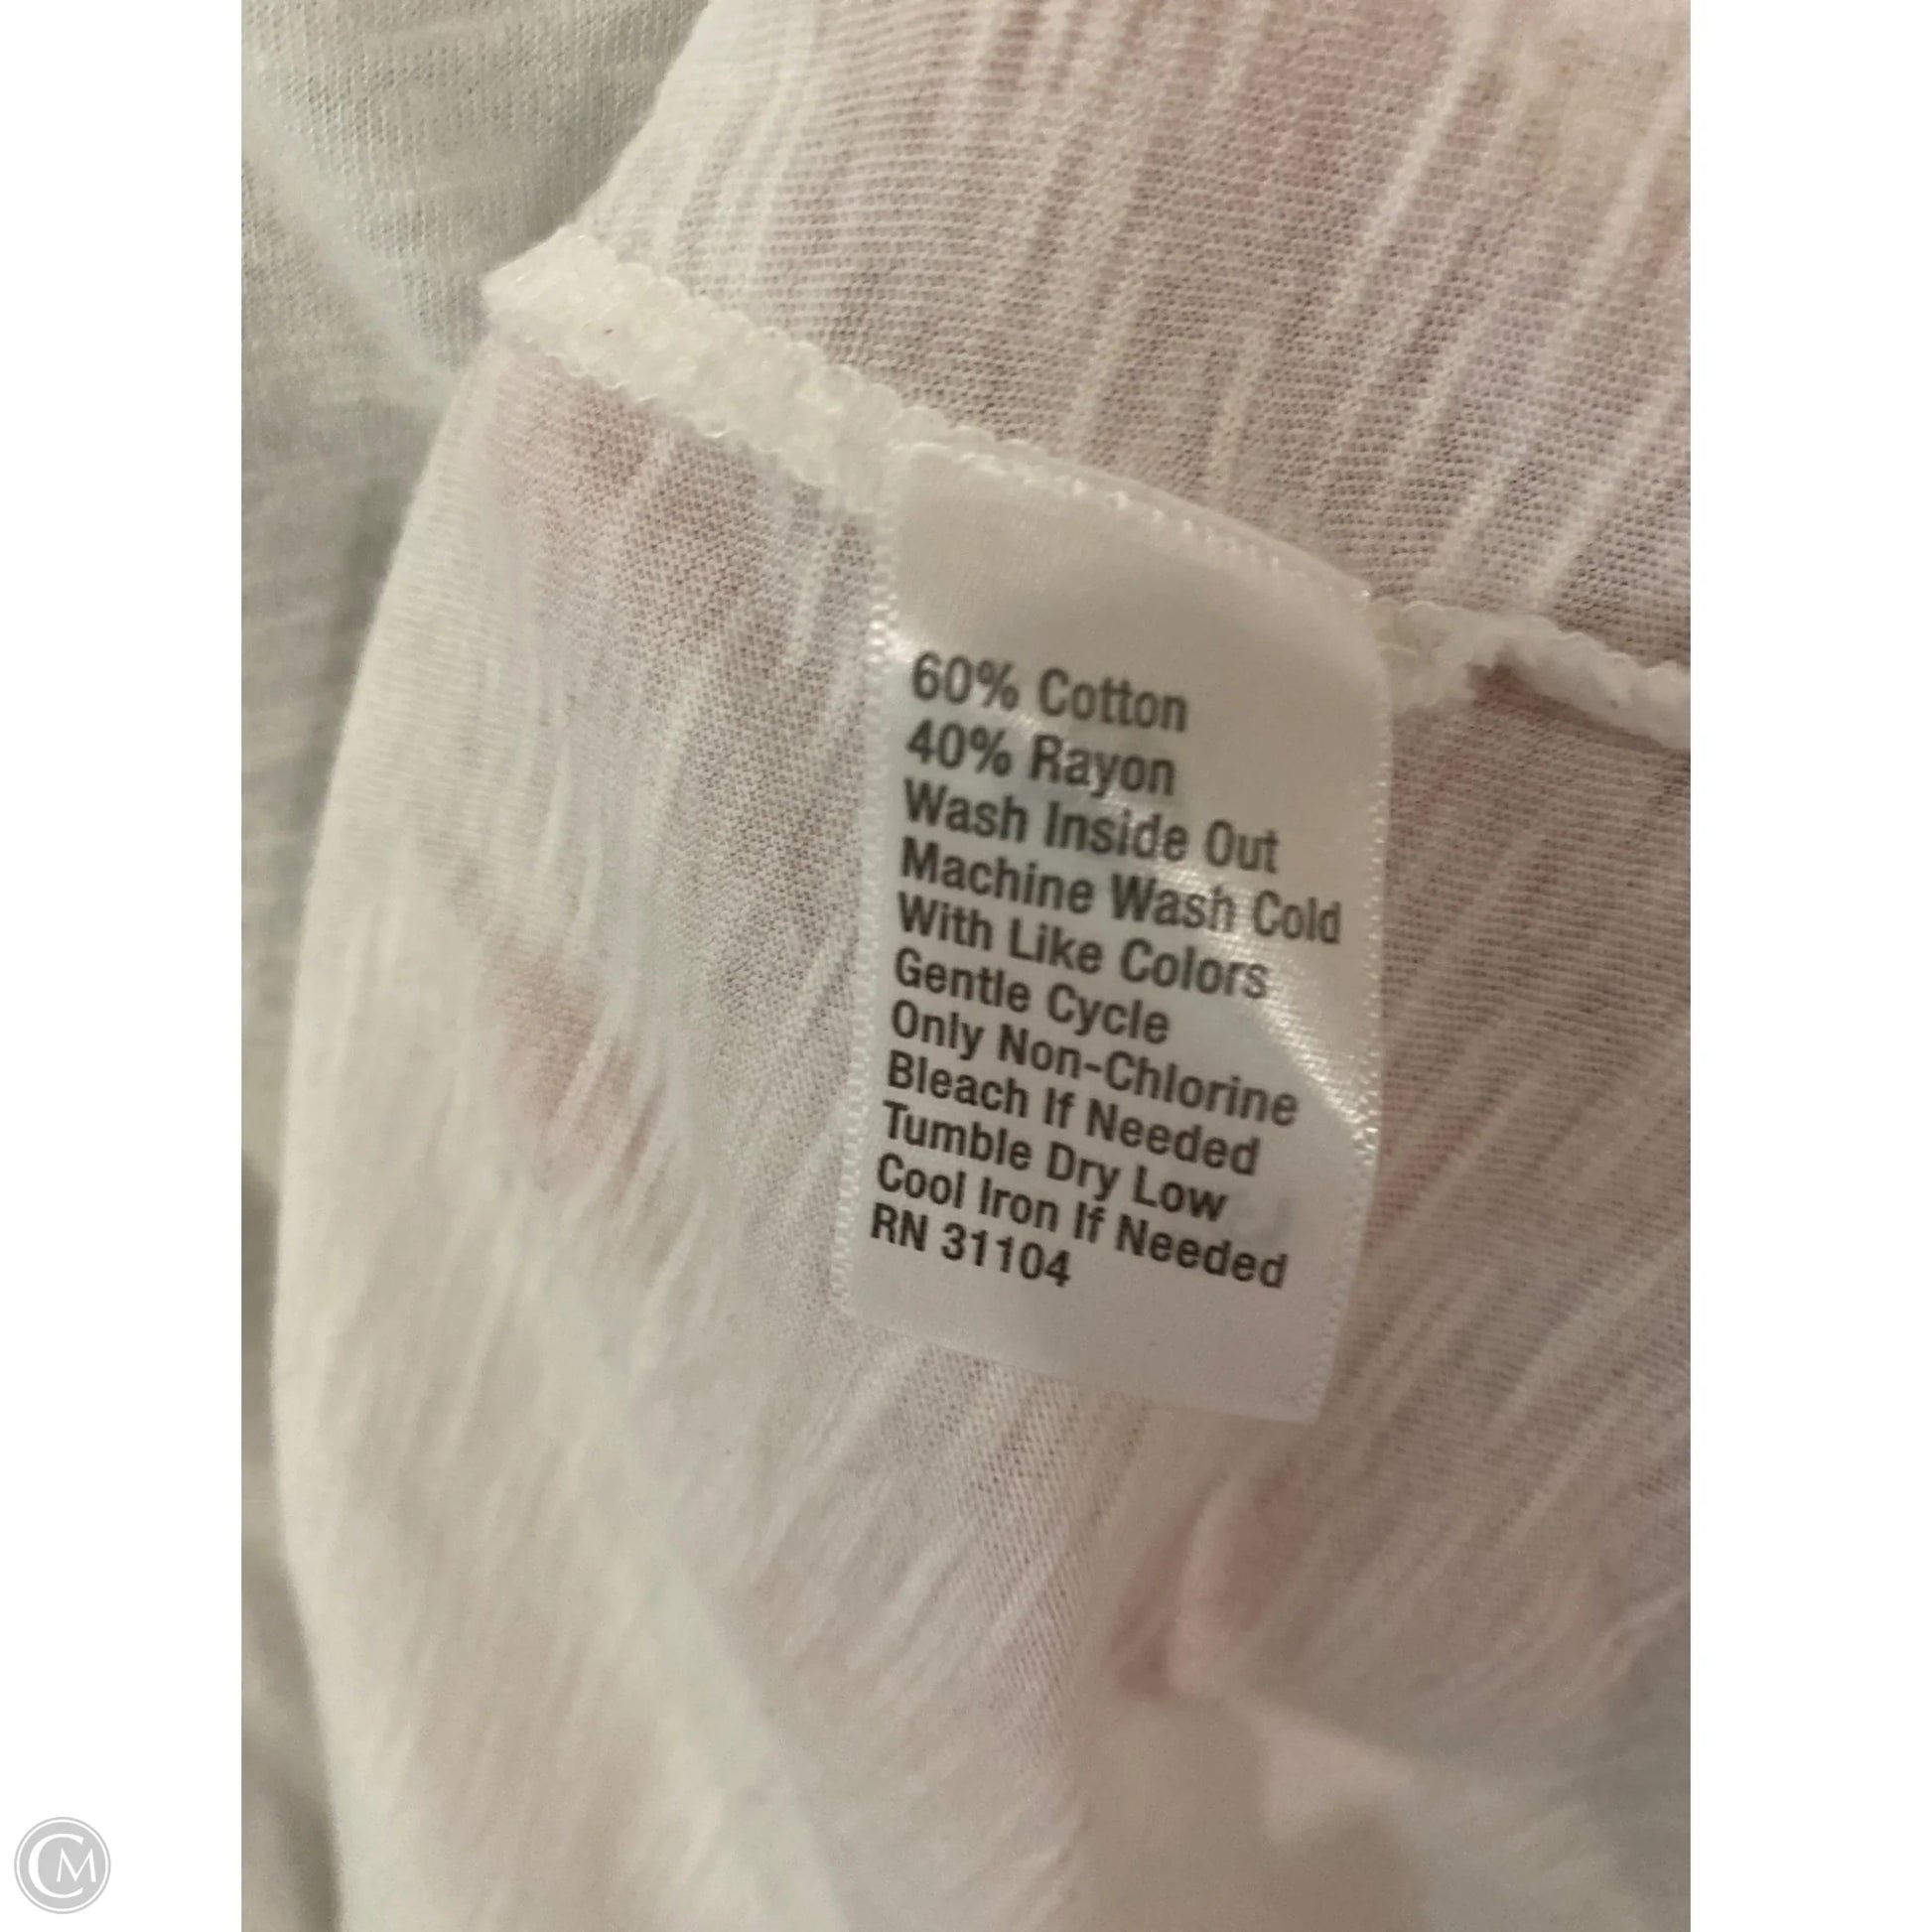 60% Cotton
40% Rayon
Wash Inside Out
Machine Wash Cold
With Like Colors
Gentle Cycle
Only Non-Chlorine
Bleach If Needed
Tumble Dry Low
Cool Iron If Needed
RN 31104
CM